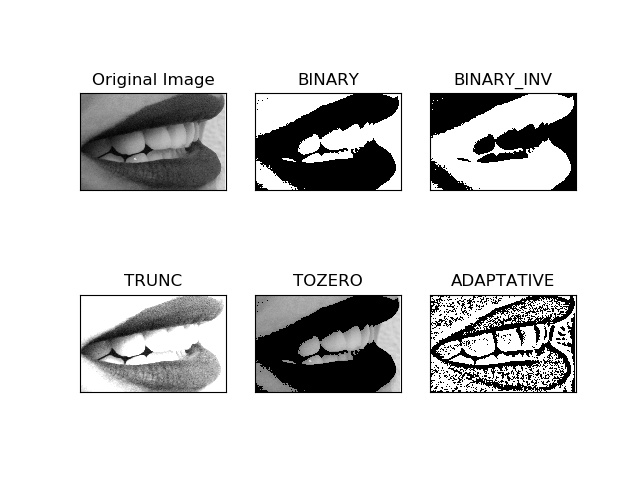 Original Image
BINARY
BINARY_INV
TRUNC
TOZERO
ADAPTATIVE